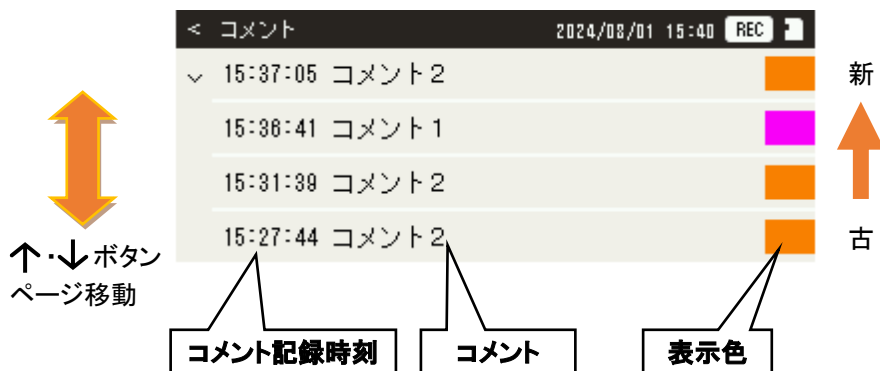 < コメント 2024/08/01 15:40 REC
15:37:05 コメント2
新
15:36:41 コメント1
15:31:39 コメント2
15:27:44 コメント2
古
↑・↓ボタン
ページ移動
コメント記録時刻
コメント
表示色